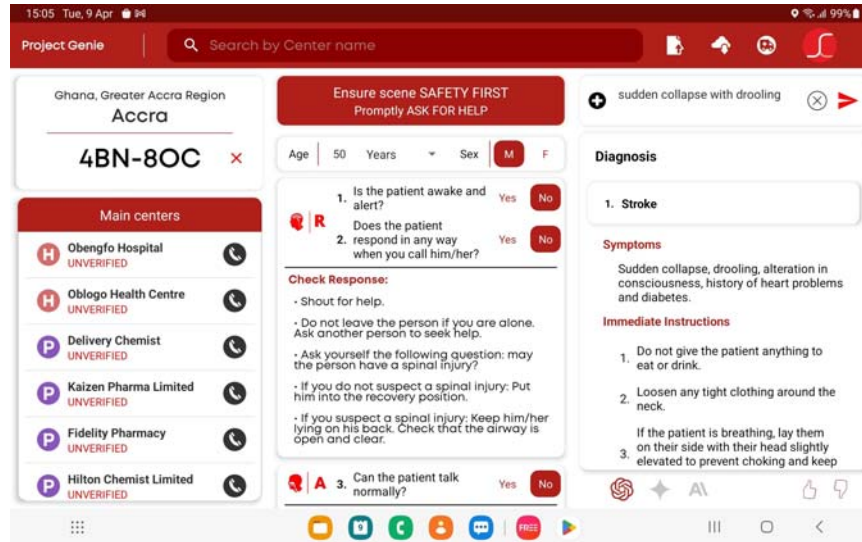 15:05 Tue, 9 Apr
99%
Project Genie
Search by Center name
Ghana, Greater Accra Region
Accra
4BN-8OC
Main centers
H Obengfo Hospital
UNVERIFIED
H Oblogo Health Centre
UNVERIFIED
P Delivery Chemist
UNVERIFIED
P Kaizen Pharma Limited
UNVERIFIED
P Fidelity Pharmacy
UNVERIFIED
P Hilton Chemist Limited
UNVERIFIED
Ensure scene SAFETY FIRST
Promptly ASK FOR HELP
Age 50 Years Sex M F
R
1. Is the patient awake and
alert?
Yes No
2. Does the patient
respond in any way
when you call him/her?
Yes No
Check Response:
· Shout for help.
· Do not leave the person if you are alone.
Ask another person to seek help.
· Ask yourself the following question: may
the person have a spinal injury?
· If you do not suspect a spinal injury: Put
him into the recovery position.
· If you suspect a spinal injury: Keep him/her
lying on his back. Check that the airway is
open and clear.
A
3. Can the patient talk
normally?
Yes No
sudden collapse with drooling
Diagnosis
1. Stroke
Symptoms
Sudden collapse, drooling, alteration in
consciousness, history of heart problems
and diabetes.
Immediate Instructions
1. Do not give the patient anything to
eat or drink.
2. Loosen any tight clothing around the
neck.
3. If the patient is breathing, lay them
on their side with their head slightly
elevated to prevent choking and keep
A\
9
FREE